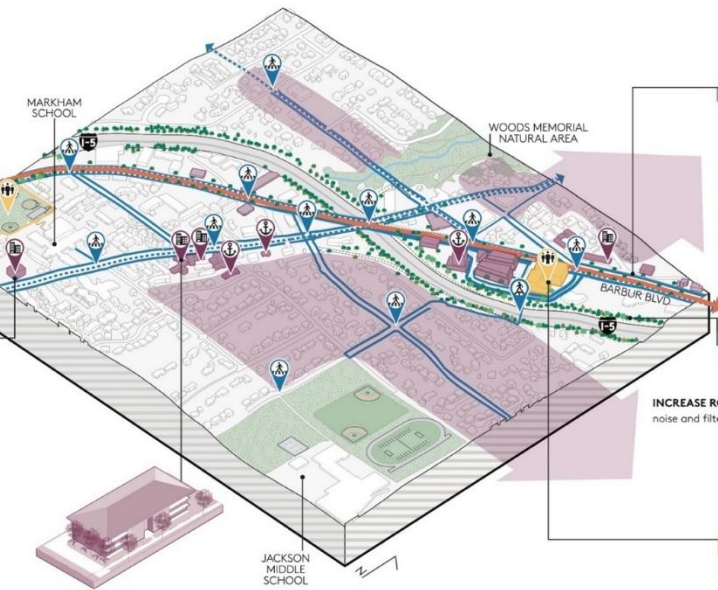 MARKHAM
SCHOOL
I-5
WOODS MEMORIAL
NATURAL AREA
BARBUR BLVD
I-5
INCREASE RO
noise and filte
JACKSON
MIDDLE
SCHOOL
N